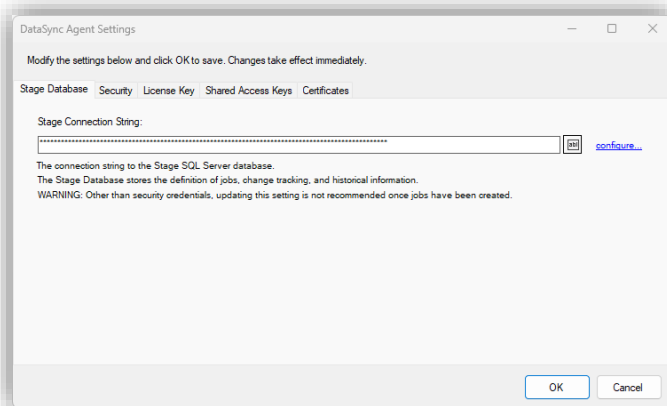 DataSync Agent Settings
Modify the settings below and click OK to save. Changes take effect immediately.
Stage Database Security License Key Shared Access Keys Certificates
Stage Connection String:
****************************************************************************************************
abl configure...
The connection string to the Stage SQL Server database.
The Stage Database stores the definition of jobs, change tracking, and historical information.
WARNING: Other than security credentials, updating this setting is not recommended once jobs have been created.
OK Cancel